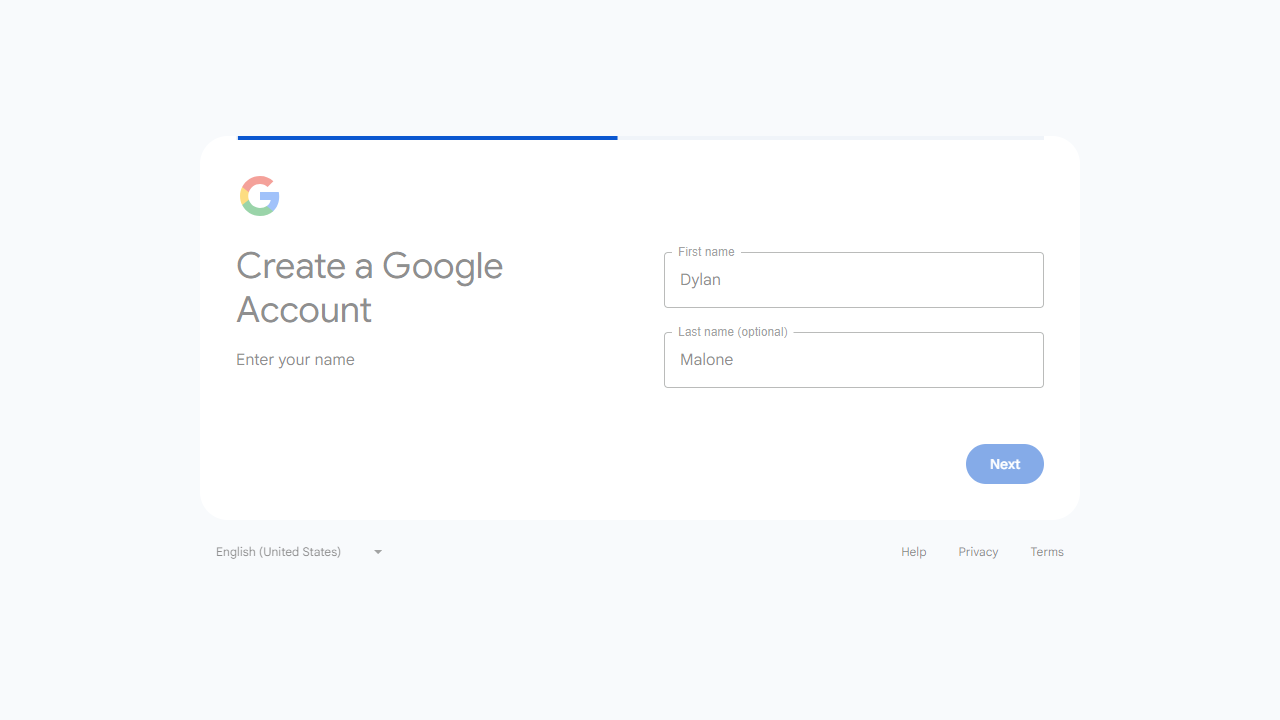 Create a Google
Account
Enter your name
First name
Dylan
Last name (optional)
Malone
Next
English (United States)
Help
Privacy
Terms